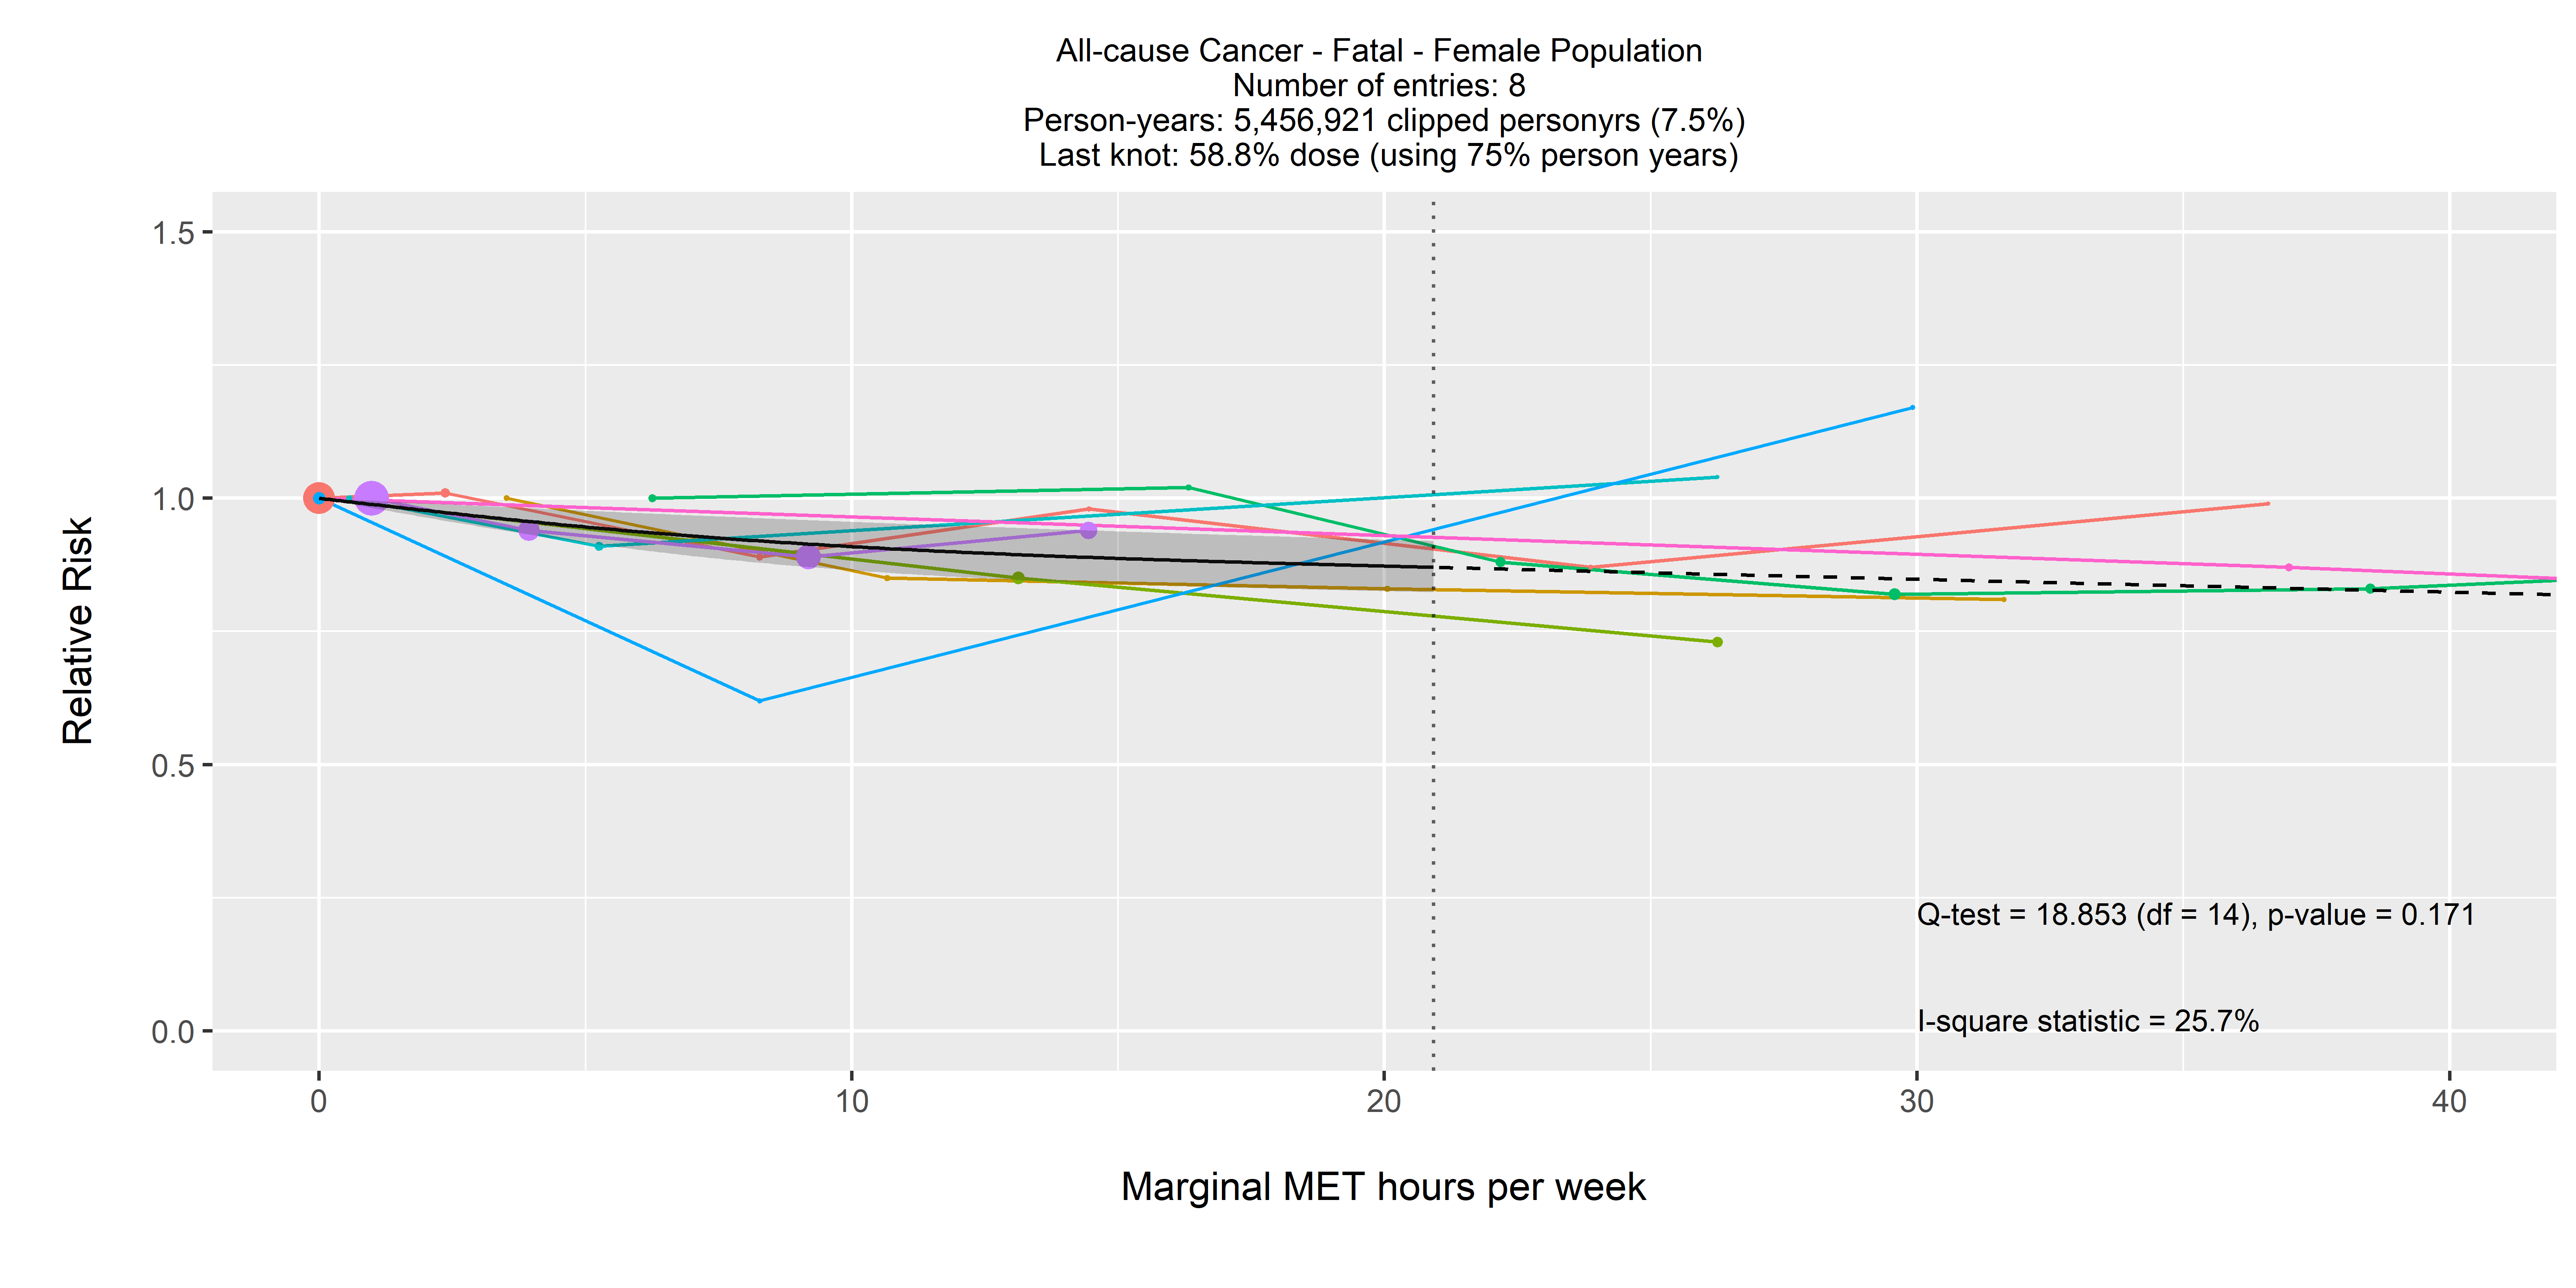 All-cause Cancer - Fatal - Female Population
Number of entries: 8
Person-years: 5,456,921 clipped personyrs (7.5%)
Last knot: 58.8% dose (using 75% person years)
Relative Risk
1.5
1.0
0.5
0.0
Q-test = 18.853 (df = 14), p-value = 0.171
I-square statistic = 25.7%
0 10 20 30 40
Marginal MET hours per week